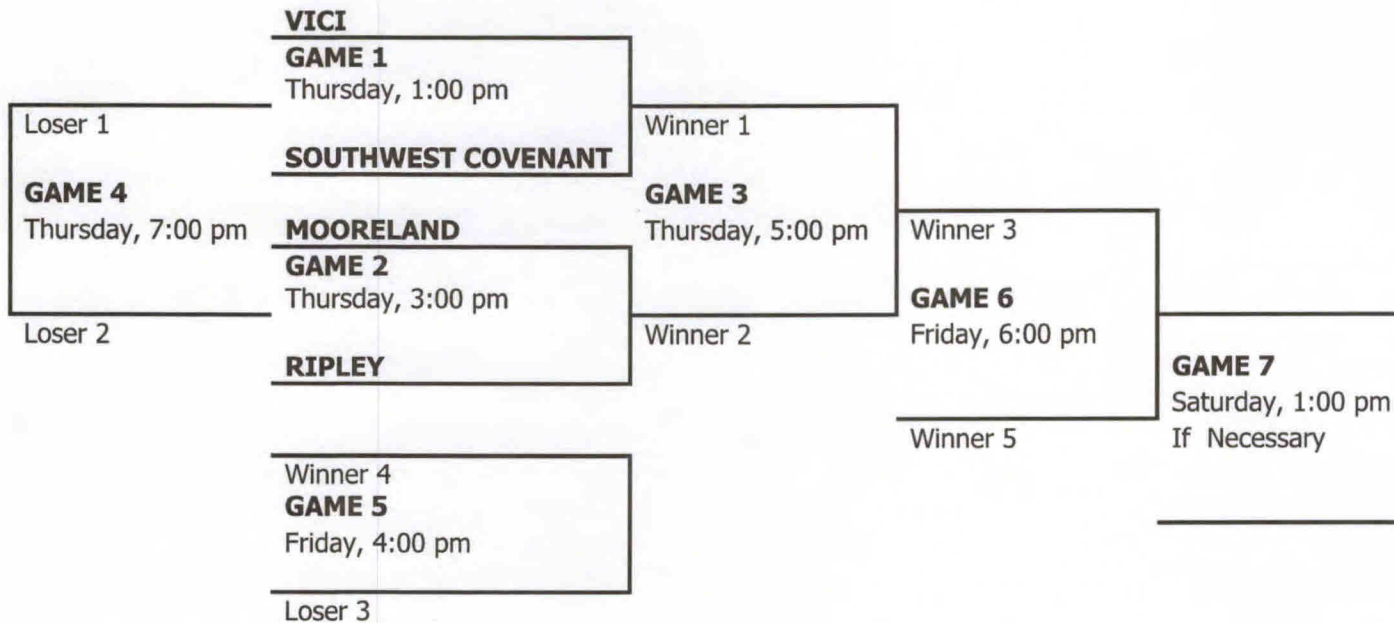 VICI
GAME 1
Thursday, 1:00 pm
SOUTHWEST COVENANT
Loser 1
GAME 4
Thursday, 7:00 pm
Loser 2
MOORELAND
GAME 2
Thursday, 3:00 pm
RIPLEY
Winner 4
GAME 5
Friday, 4:00 pm
Loser 3
Winner 1
GAME 3
Thursday, 5:00 pm
Winner 2
Winner 3
GAME 6
Friday, 6:00 pm
Winner 5
GAME 7
Saturday, 1:00 pm
If Necessary